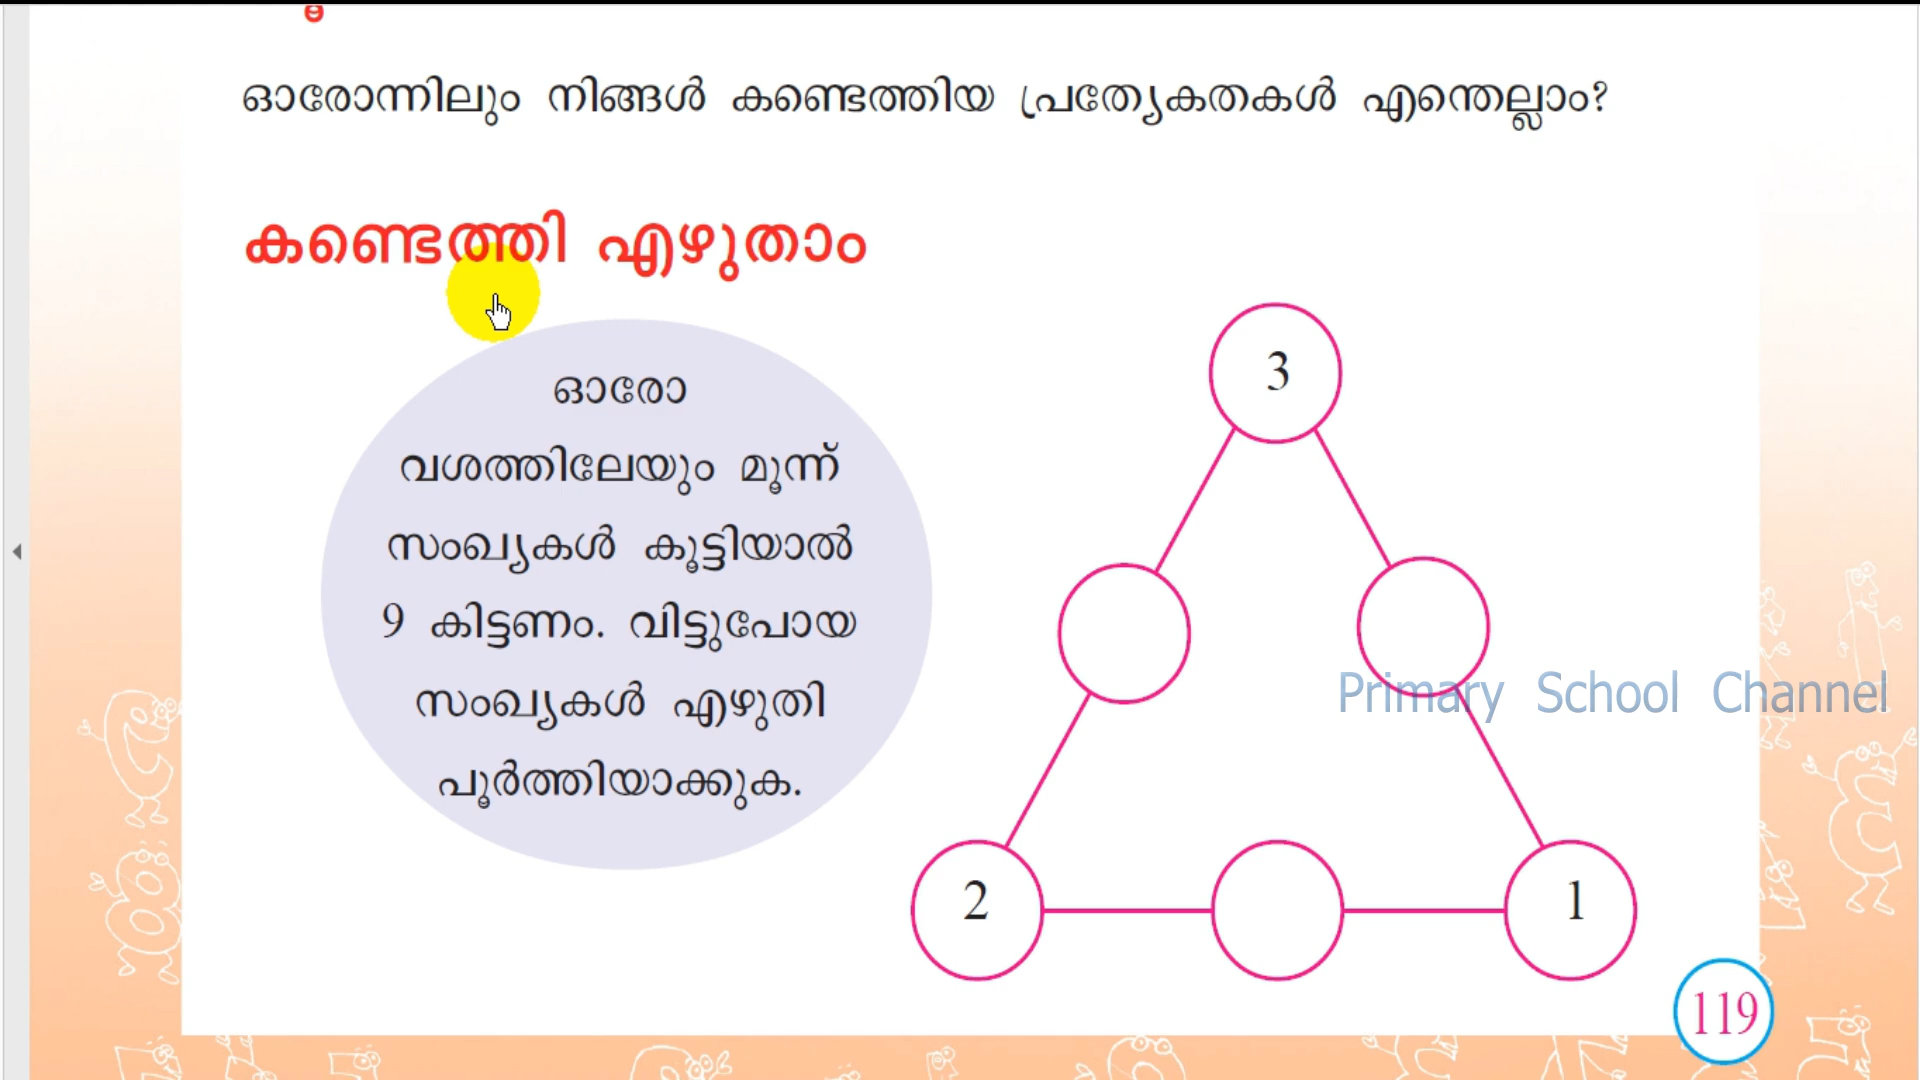 ഓരോന്നിലും നിങ്ങൾ കണ്ടെത്തിയ പ്രത്യേകതകൾ എന്തെല്ലാം?
കണ്ടെത്തി എഴുതാം
ഓരോ
വശത്തിലേയും മൂന്ന്
സംഖ്യകൾ കൂട്ടിയാൽ
9 കിട്ടണം. വിട്ടുപോയ
സംഖ്യകൾ എഴുതി
പൂർത്തിയാക്കുക.
3
Primary School Channel
2
1
119